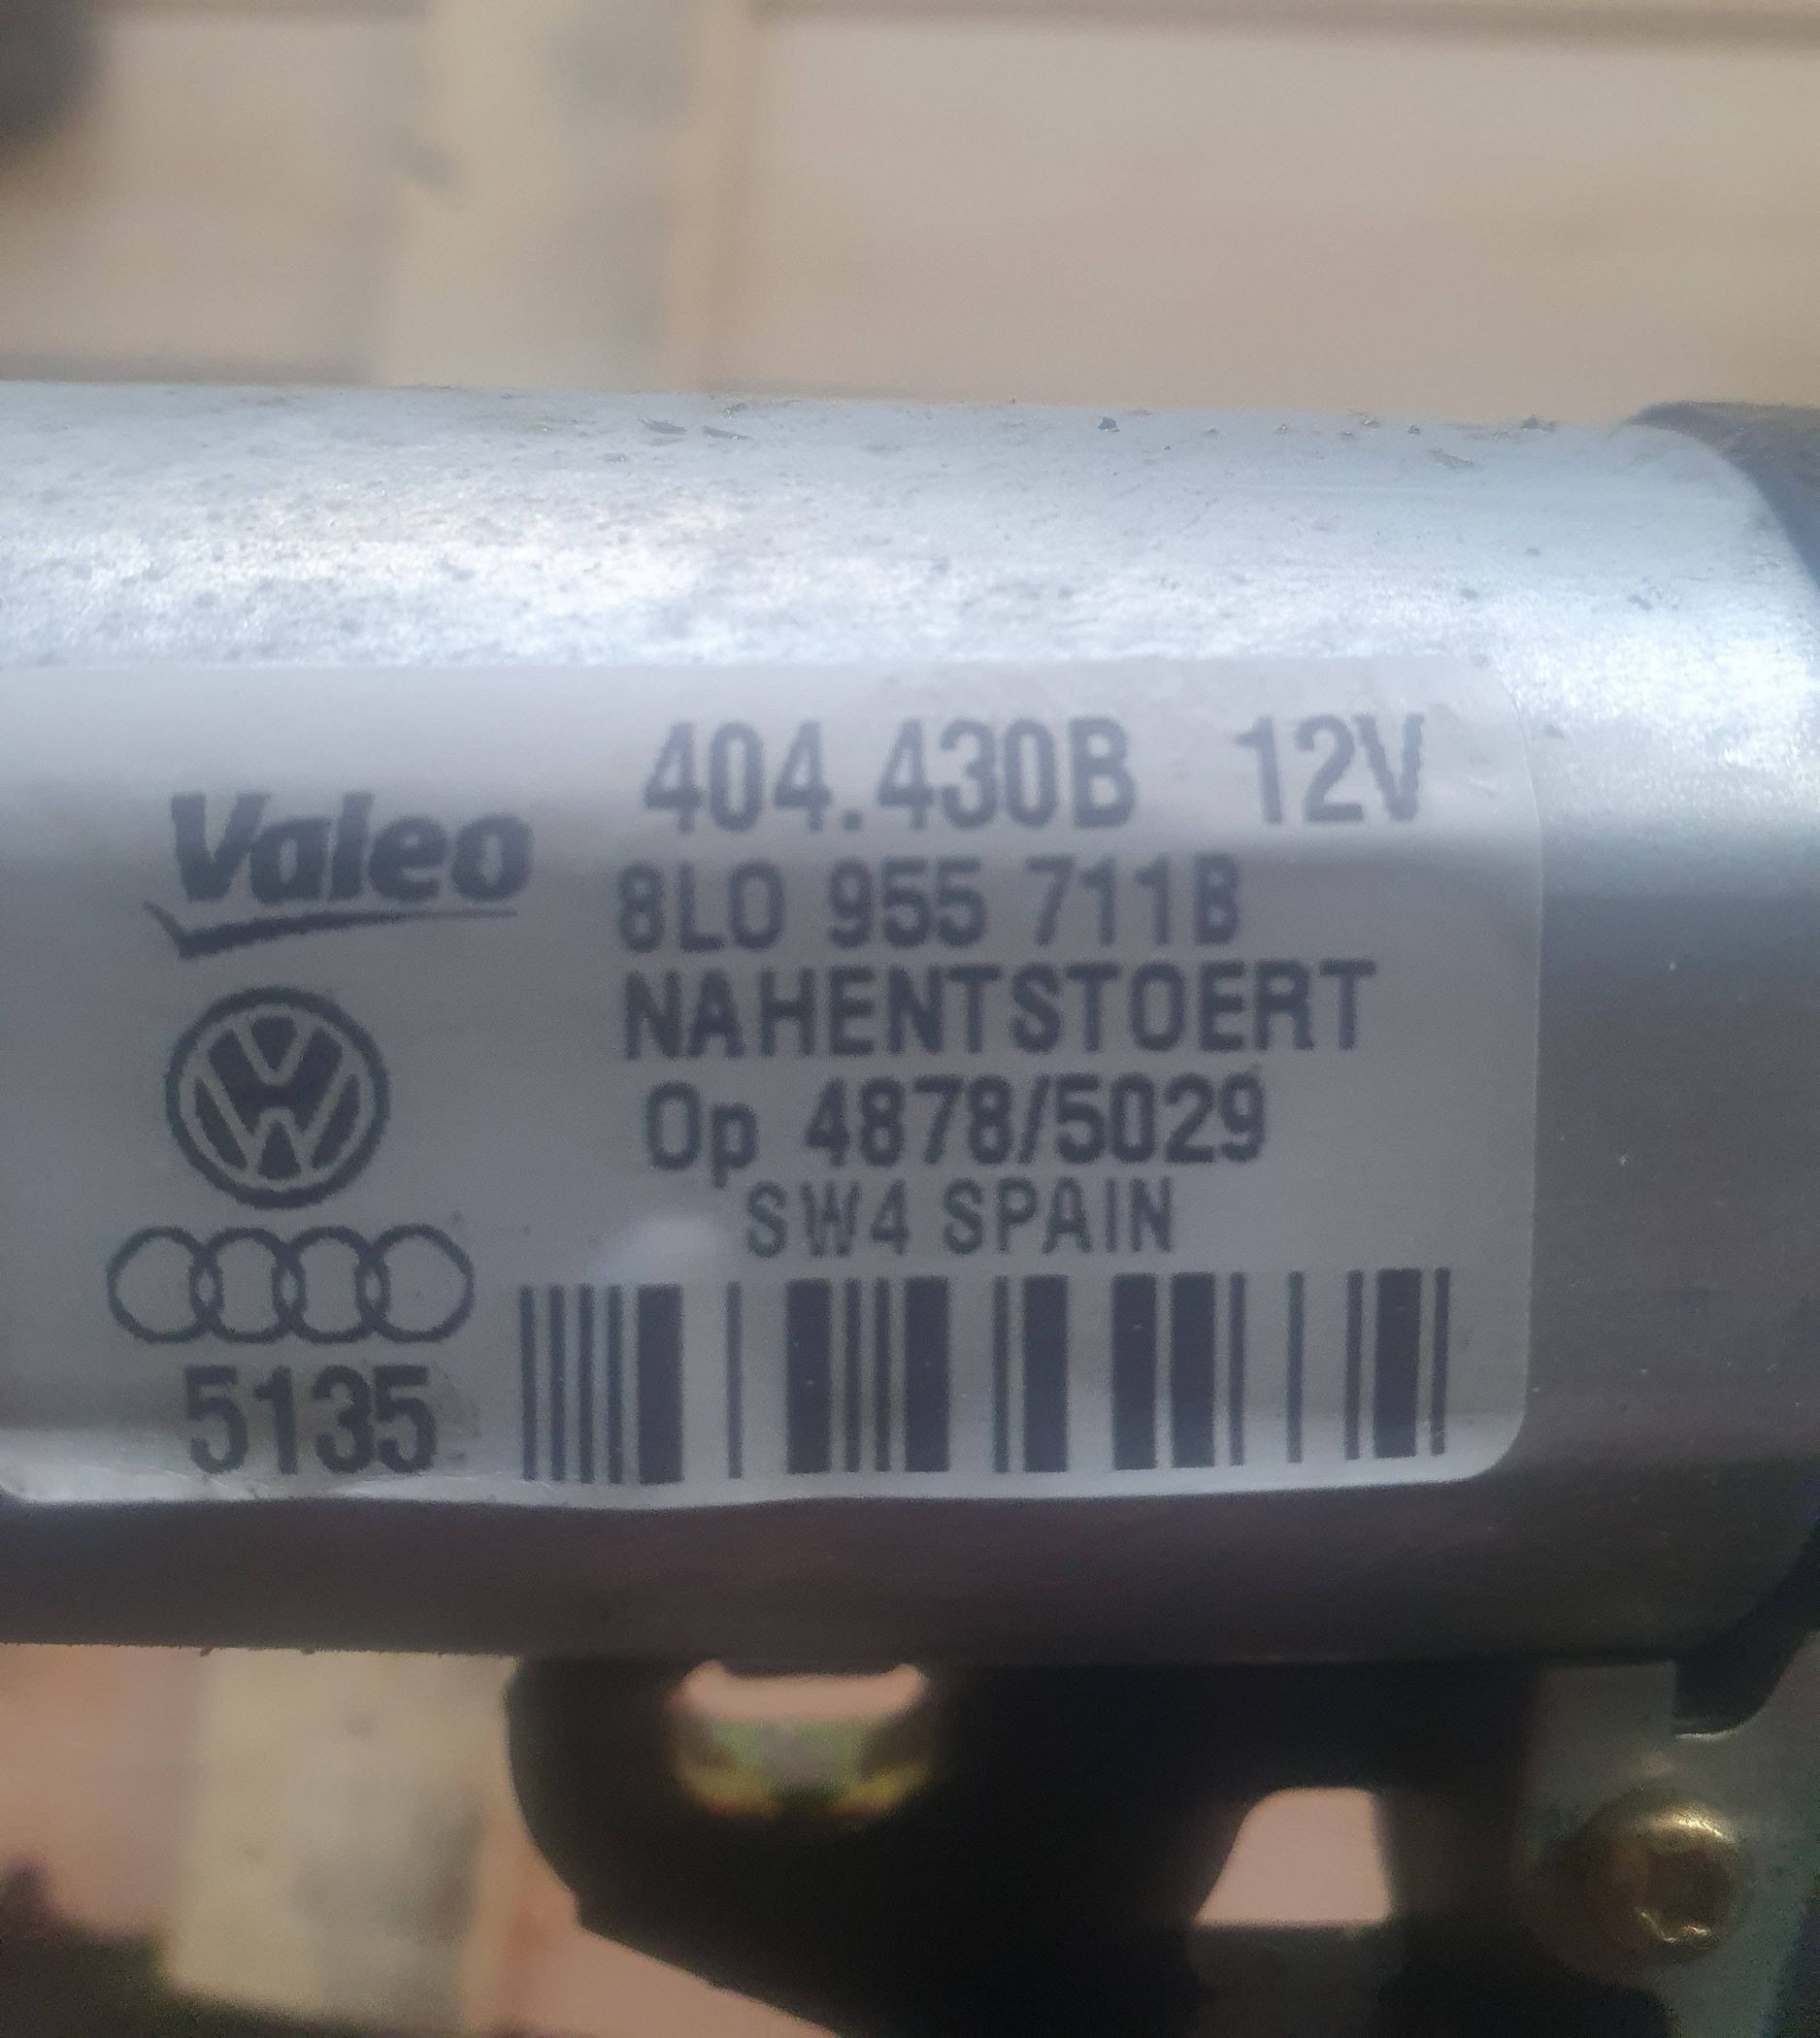 404.430B 12V
Valeo
8L0 955 711B
NAHENTSTOERT
Op 4878/5029
SW4 SPAIN
5135